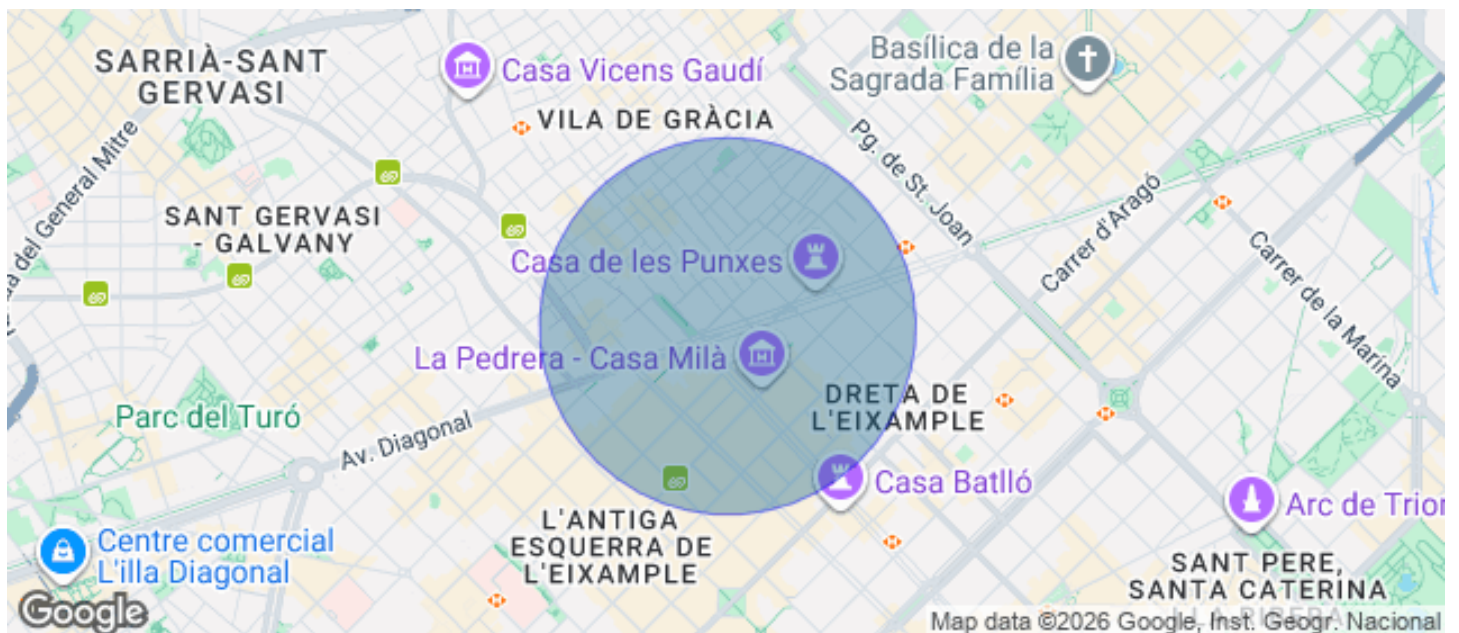 SARRIÀ-SANT
GERVASI
Casa Vicens Gaudí
Basílica de la
Sagrada Família
VILA DE GRÀCIA
Pg. de St. Joan
da del General Mitre
SANT GERVASI
- GALVANY
Carrer d'Aragó
Carrer de la Marina
Casa de les Punxes
La Pedrera - Casa Milà
DRETA DE
L'EIXAMPLE
Parc del Turó
Av. Diagonal
Casa Batlló
Arc de Trior
L'ANTIGA
ESQUERRA DE
L'EIXAMPLE
Centre comercial
L'illa Diagonal
SANT PERE,
SANTA CATERINA
Google
Map data ©2026 Google, Inst. Geogr. Nacional